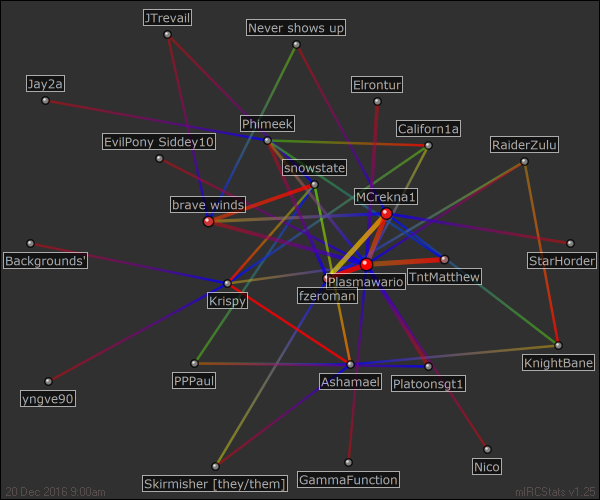 JTrevail
Never shows up
Jay2a
Elrontur
Phimeek
Californ1a
EvilPony Siddey10
RaiderZulu
snowstate
MCrekna1
brave winds
Backgrounds'
StarHorder
TntMatthew
Plasmawario
fzeroman
Krispy
KnightBane
PPPaul
Ashamael
Platoonsgt1
yngve90
Nico
Skirmisher [they/them]
GammaFunction
20 Dec 2016 9:00am
mIRCStats v1.25